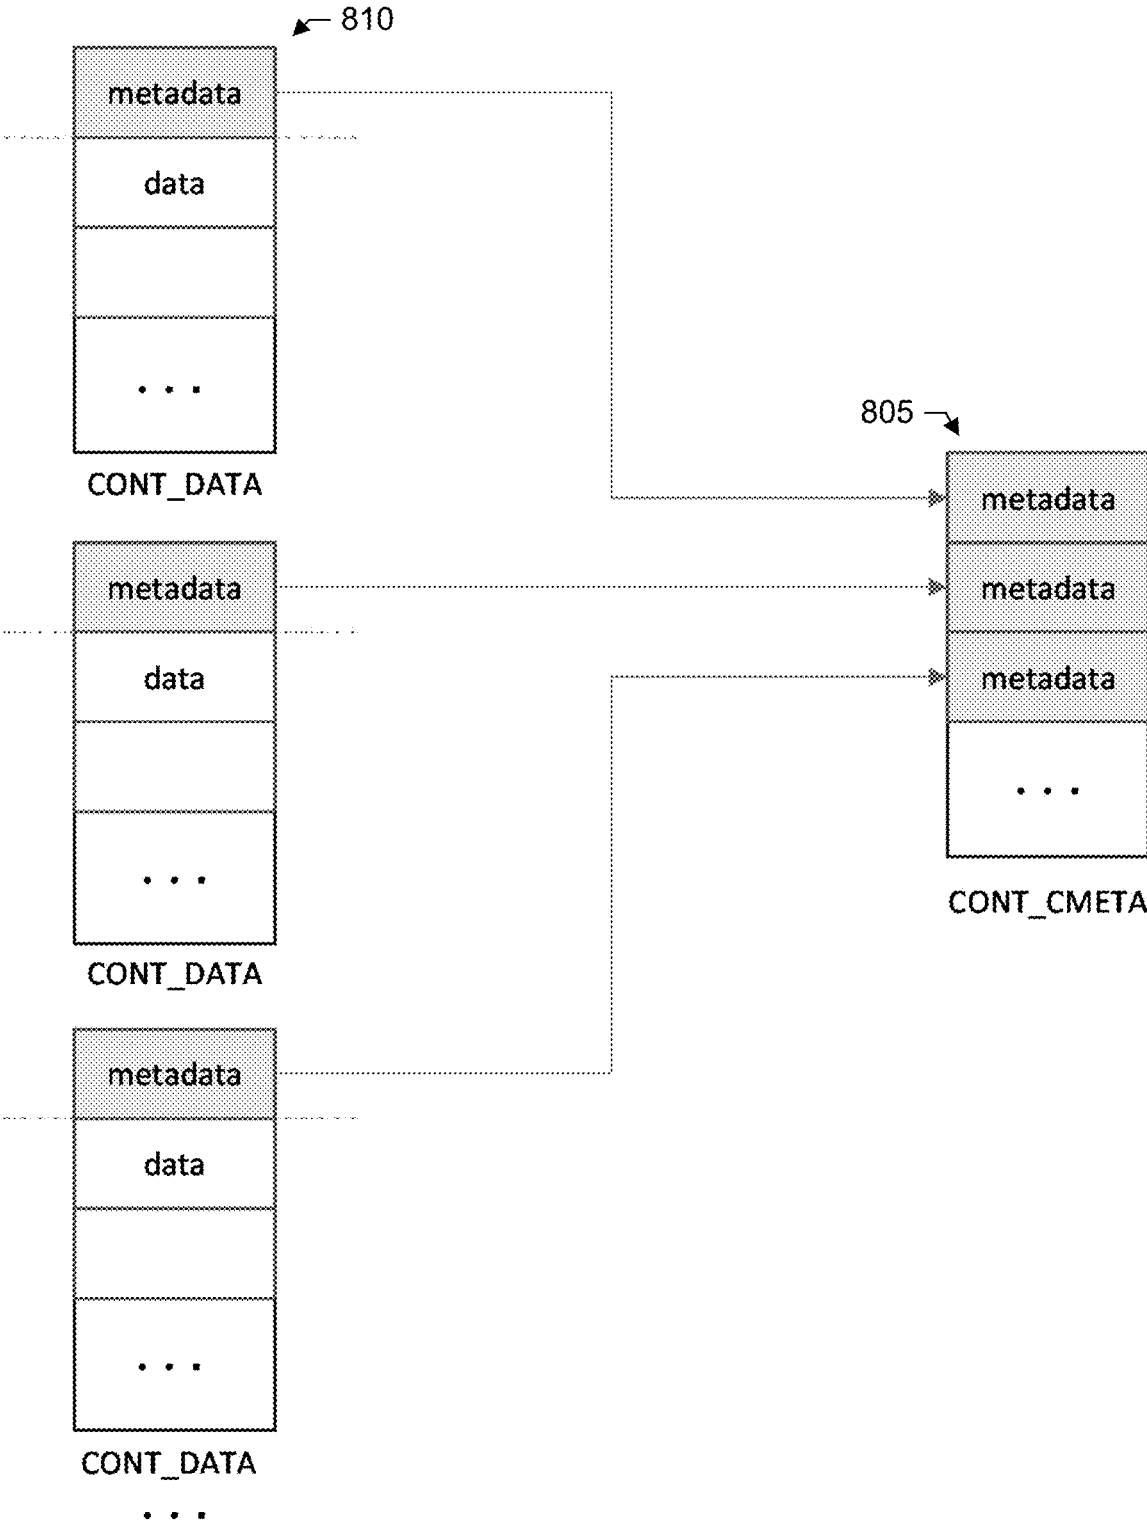 810
metadata
data
. . .
CONT_DATA
metadata
data
. . .
CONT_DATA
metadata
data
. . .
CONT_DATA
. . .
805
metadata
metadata
metadata
. . .
CONT_CMETA